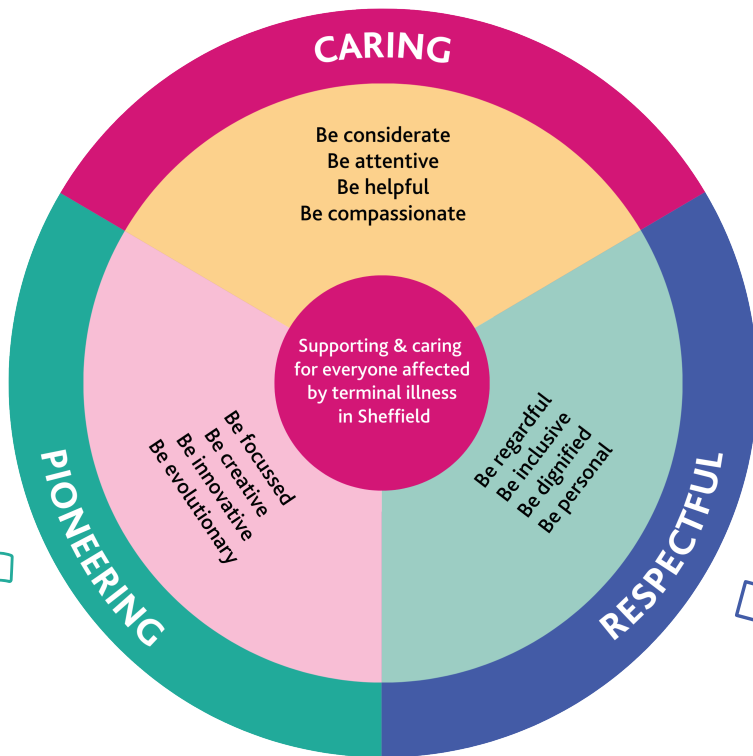 CARING
Be considerate
Be attentive
Be helpful
Be compassionate
Supporting & caring
for everyone affected
by terminal illness
in Sheffield
Be focussed
Be creative
Be innovative
Be evolutionary
PIONEERING
Be regardful
Be inclusive
Be dignified
Be personal
RESPECTFUL